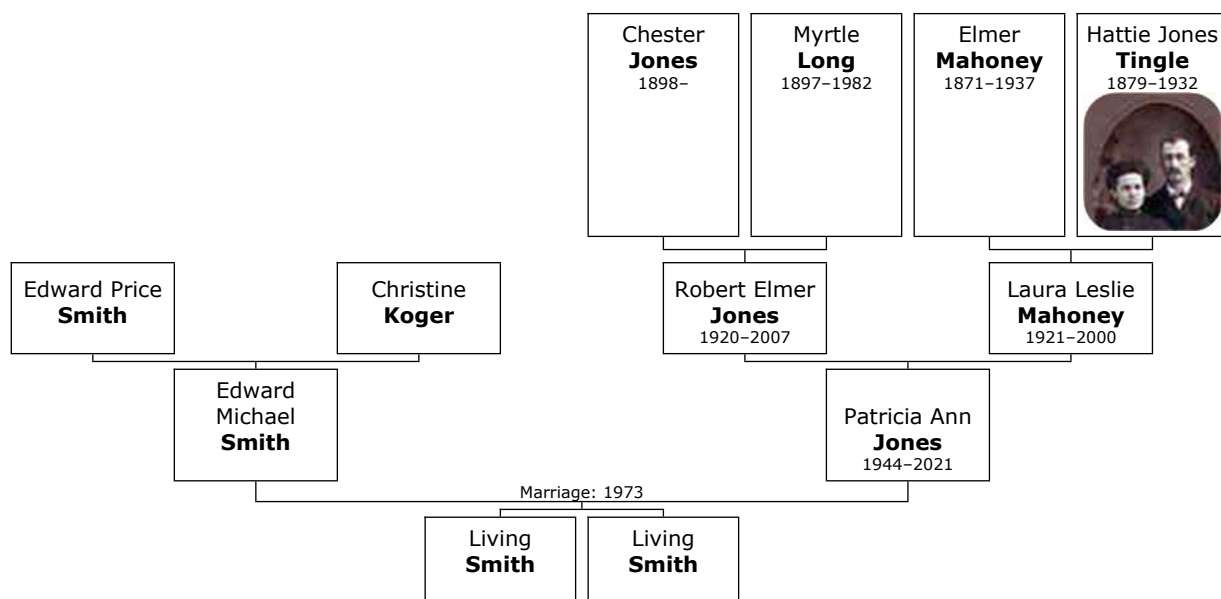 Chester
Jones
1898–
Myrtle
Long
1897–1982
Elmer
Mahoney
1871–1937
Hattie Jones
Tingle
1879–1932
Edward Price
Smith
Christine
Koger
Robert Elmer
Jones
1920–2007
Laura Leslie
Mahoney
1921–2000
Edward
Michael
Smith
Patricia Ann
Jones
1944–2021
Marriage: 1973
Living
Smith
Living
Smith